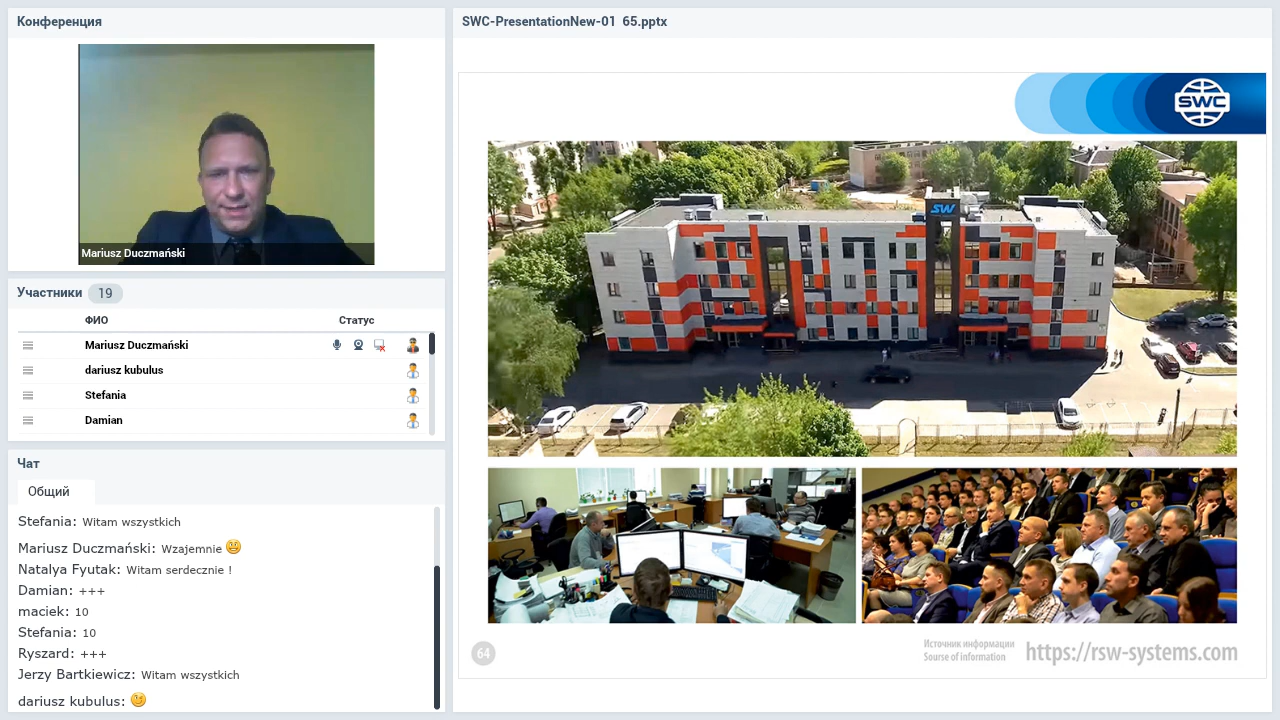 Конференция
Mariusz Duczmański
Участники 19
ФИО Статус
Mariusz Duczmański
dariusz kubulus
Stefania
Damian
Чат
Общий
Stefania: Witam wszystkich
Mariusz Duczmański: Wzajemnie
Natalya Fyutak: Witam serdecznie !
Damian: +++
maciek: 10
Stefania: 10
Ryszard: +++
Jerzy Bartkiewicz: Witam wszystkich
dariusz kubulus:
SWC-PresentationNew-01 65.pptx
SWC
SW
64
Источник информации
Sourse of information
https://rsw-systems.com